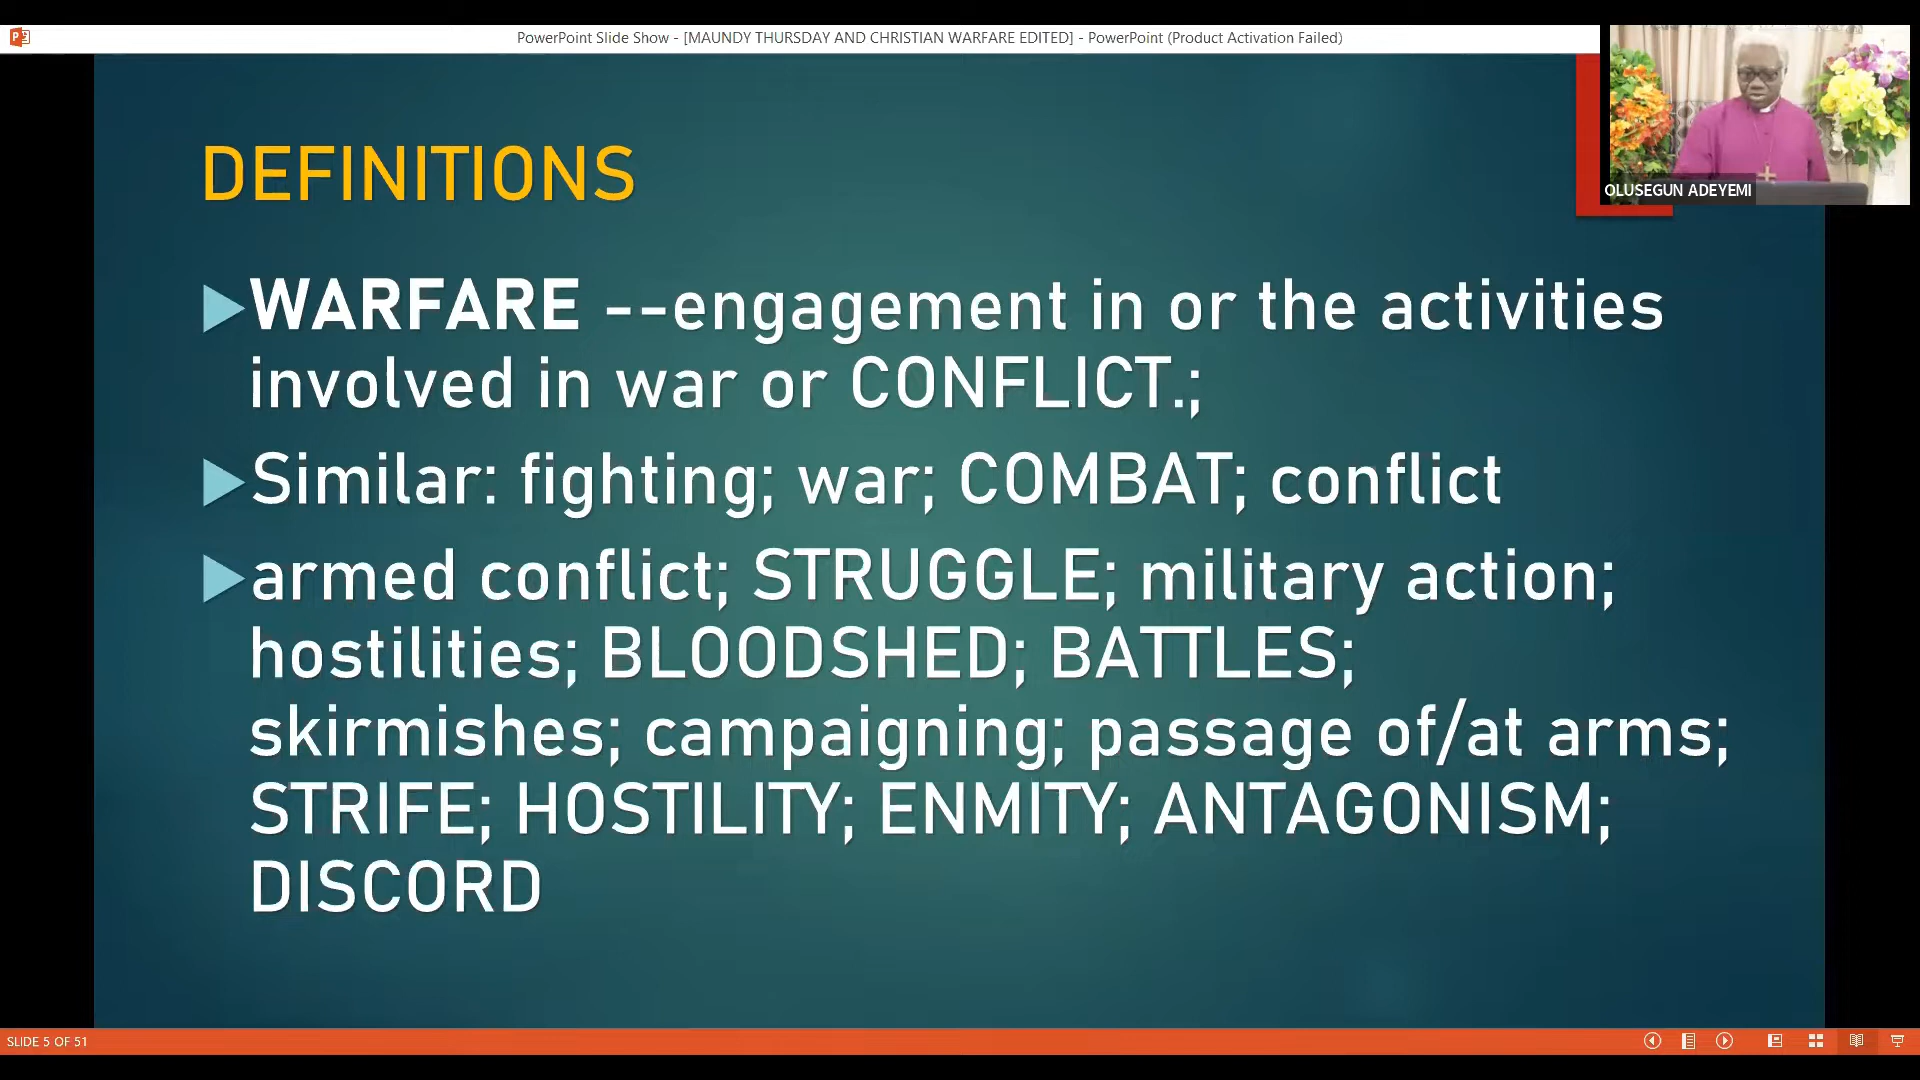 PowerPoint Slide Show - [MAUNDY THURSDAY AND CHRISTIAN WARFARE EDITED] - PowerPoint (Product Activation Failed)
OLUSEGUN ADEYEMI
DEFINITIONS
WARFARE --engagement in or the activities
involved in war or CONFLICT.;
Similar: fighting; war; COMBAT; conflict
armed conflict; STRUGGLE; military action;
hostilities; BLOODSHED; BATTLES;
skirmishes; campaigning; passage of/at arms;
STRIFE; HOSTILITY; ENMITY; ANTAGONISM;
DISCORD
SLIDE 5 OF 51